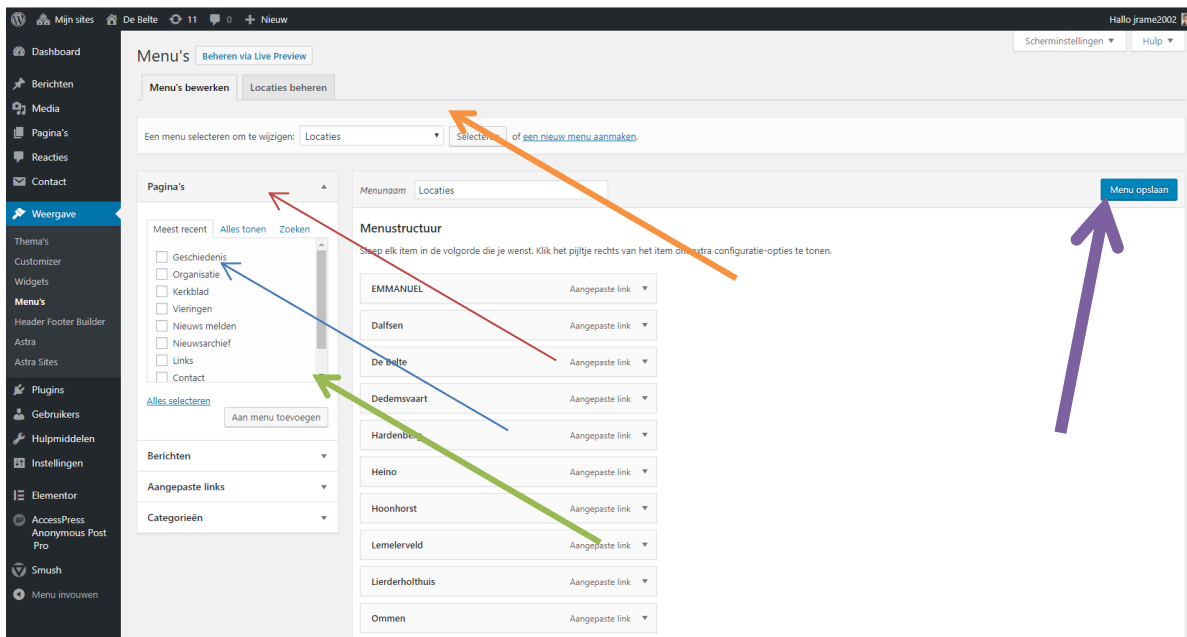 Mijn sites De Belte 11 0 Nieuw Hallo jrame2002
Dashboard
Berichten
Media
Pagina's
Reacties
Contact
Weergave
Thema's
Customizer
Widgets
Menu's
Header Footer Builder
Astra
Astra Sites
Plugins
Gebruikers
Hulpmiddelen
Instellingen
Elementor
AccessPress
Anonymous Post
Pro
Smush
Menu invouwen
Scherminstellingen Hulp
Menu's Beheren via Live Preview
Menu's bewerken Locaties beheren
Een menu selecteren om te wijzigen: Locaties Selecteren of een nieuw menu aanmaken.
Pagina's
Meest recent Alles tonen Zoeken
Geschiedenis
Organisatie
Kerkblad
Vieringen
Nieuws melden
Nieuwsarchief
Links
Contact
Alles selecteren
Aan menu toevoegen
Berichten
Aangepaste links
Categorieën
Menunaam Locaties Menu opslaan
Menustructuur
Sleep elk item in de volgorde die je wenst. Klik het pijltje rechts van het item om extra configuratie-opties te tonen.
EMMANUEL Aangepaste link
Dalfsen Aangepaste link
De Belte Aangepaste link
Dedemsvaart Aangepaste link
Hardenberg Aangepaste link
Heino Aangepaste link
Hoonhorst Aangepaste link
Lemelerveld Aangepaste link
Lierderholthuis Aangepaste link
Ommen Aangepaste link